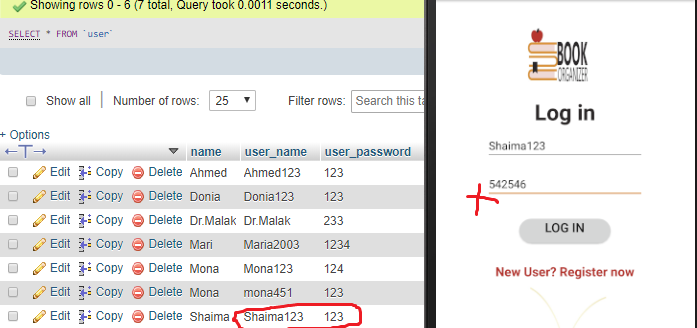 Showing rows 0 - 6 (7 total, Query took 0.0011 seconds.)
SELECT * FROM `user`
Show all | Number of rows: 25 Filter rows: Search this ta
+ Options
name user_name user_password
Edit Copy Delete Ahmed Ahmed123 123
Edit Copy Delete Donia Donia123 123
Edit Copy Delete Dr.Malak Dr.Malak 233
Edit Copy Delete Mari Maria2003 1234
Edit Copy Delete Mona Mona123 124
Edit Copy Delete Mona mona451 123
Edit Copy Delete Shaima Shaima123 123
BOOK
ORGANIZER
Log in
Shaima123
542546
LOG IN
New User? Register now